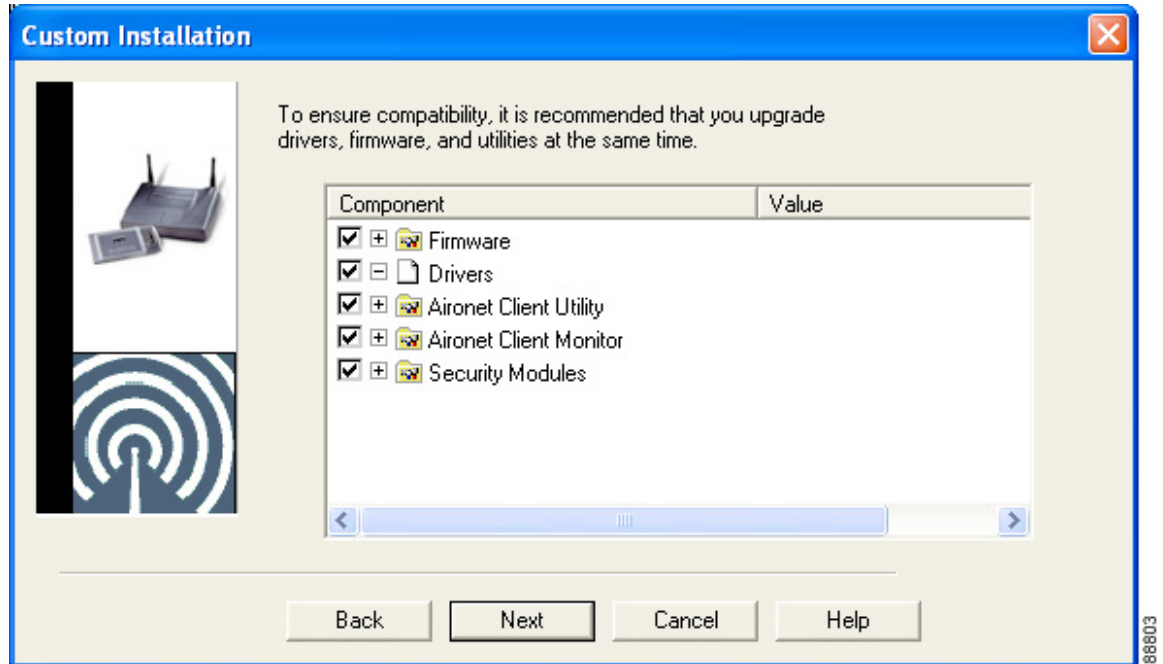 Custom Installation
To ensure compatibility, it is recommended that you upgrade
drivers, firmware, and utilities at the same time.
Component Value
Firmware
Drivers
Aironet Client Utility
Aironet Client Monitor
Security Modules
Back Next Cancel Help
88803